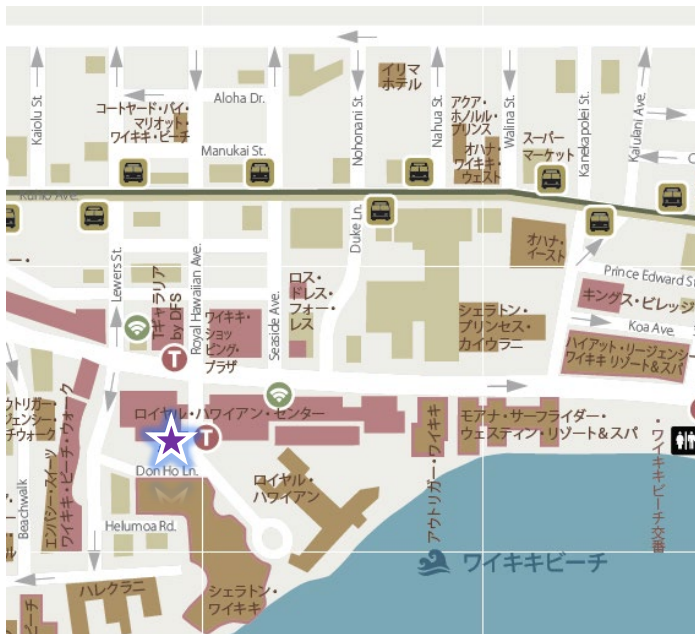 Kaiolu St.
Aloha Dr.
コートヤード・バイ・
マリオット・
ワイキキ・ビーチ
Manukai St.
イリマ
ホテル
Nohonani St.
Nahua St.
アクア・
ホノルル・
プリンス
オハナ・
ワイキキ・
ウェスト
Walina St.
スーパー
マーケット
Kanekapolei St.
Kaiulani Ave.
Kuhio Ave.
Lewers St.
Tギャラリア
by DFS
Royal Hawaiian Ave.
ワイキキ・
ショッ
ピング・
プラザ
Seaside Ave.
ロス・
ドレス・
フォー・
レス
Duke Ln.
オハナ・
イースト
シェラトン・
プリンセス・
カイウラニ
Prince Edward St
キングス・ビレッジ
Koa Ave.
ハイアット・リージェンシー
ワイキキ リゾート&スパ
T
ウトリガー・
ジェンシー・
チウォーク
Beachwalk
エンバシー・スイーツ
ワイキキ・ビーチ・ウォーク
ロイヤル・ハワイアン・センター
T
Don Ho Ln.
Helumoa Rd.
ロイヤル・
ハワイアン
アウトリガー・ワイキキ
モアナ・サーフライダー・
ウェスティン・リゾート&スパ
・ワイキキビーチ交番
ワイキキビーチ
ハレクラニ
シェラトン・
ワイキキ
ビーチ